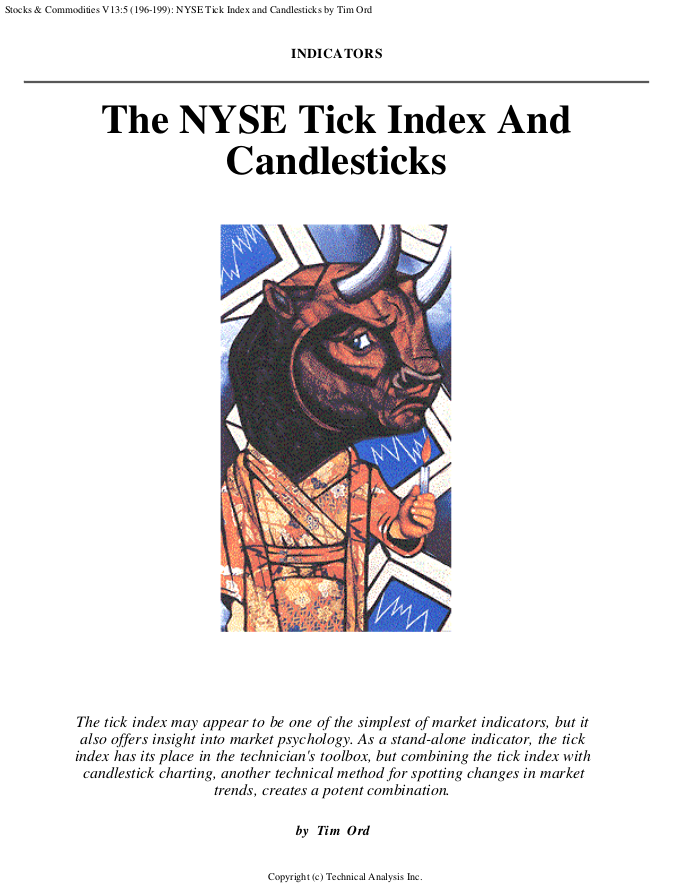 Stocks & Commodities V13:5 (196-199): NYSE Tick Index and Candlesticks by Tim Ord
INDICATORS
The NYSE Tick Index And
Candlesticks
The tick index may appear to be one of the simplest of market indicators, but it
also offers insight into market psychology. As a stand-alone indicator, the tick
index has its place in the technician's toolbox, but combining the tick index with
candlestick charting, another technical method for spotting changes in market
trends, creates a potent combination.
by Tim Ord
Copyright (c) Technical Analysis Inc.